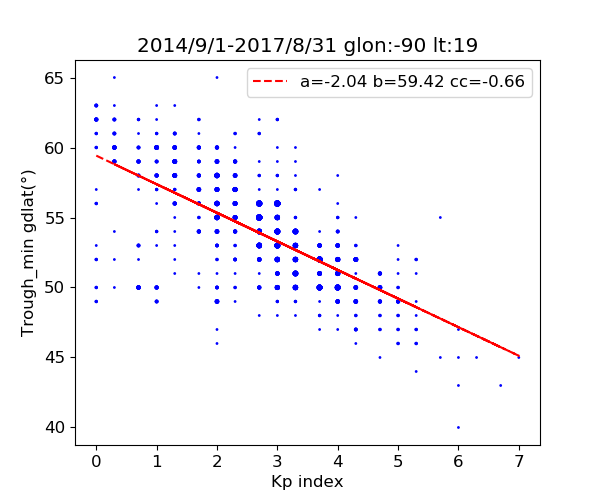 2014/9/1-2017/8/31 glon:-90 lt:19
a=-2.04 b=59.42 cc=-0.66
65
60
55
50
45
40
Trough_min gdlat(°)
0 1 2 3 4 5 6 7
Kp index